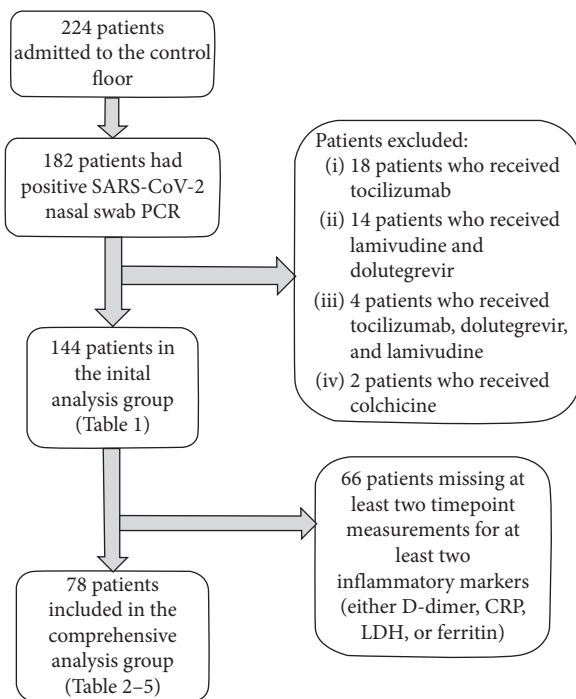 224 patients
admitted to the control
floor
182 patients had
positive SARS-CoV-2
nasal swab PCR
Patients excluded:
(i) 18 patients who received
tocilizumab
(ii) 14 patients who received
lamivudine and
dolutegrevir
(iii) 4 patients who received
tocilizumab, dolutegrevir,
and lamivudine
(iv) 2 patients who received
colchicine
144 patients in
the inital
analysis group
(Table 1)
66 patients missing at
least two timepoint
measurements for at
least two
inflammatory markers
(either D-dimer, CRP,
LDH, or ferritin)
78 patients
included in the
comprehensive
analysis group
(Table 2–5)